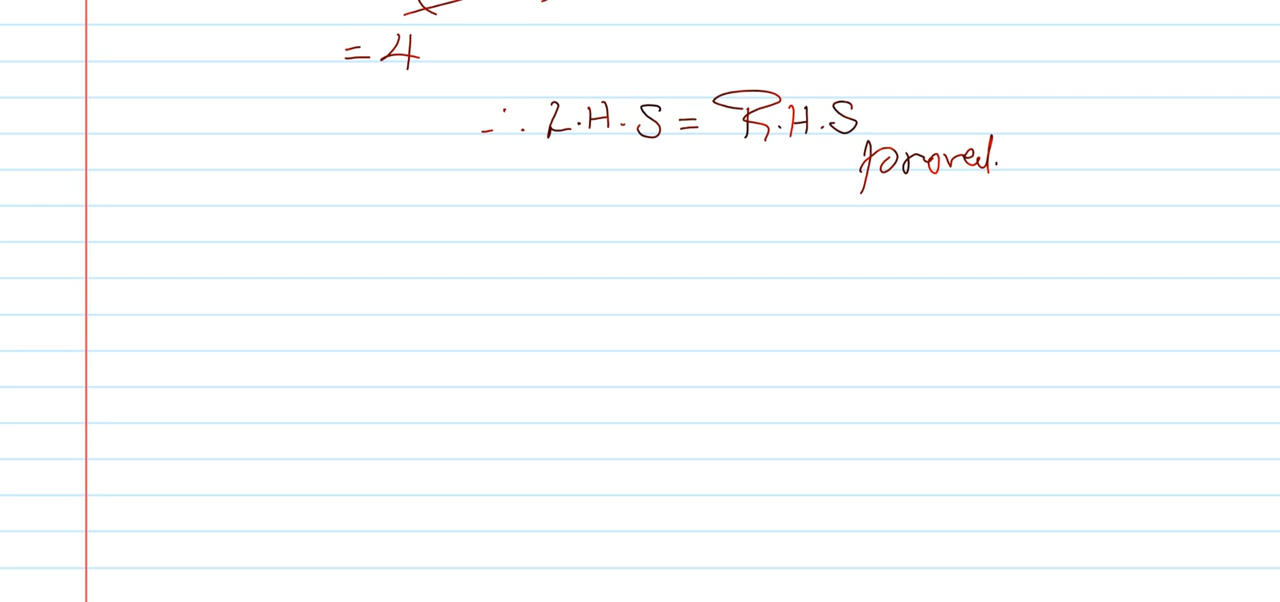 = 4
∴ L.H.S = R.H.S
proved.